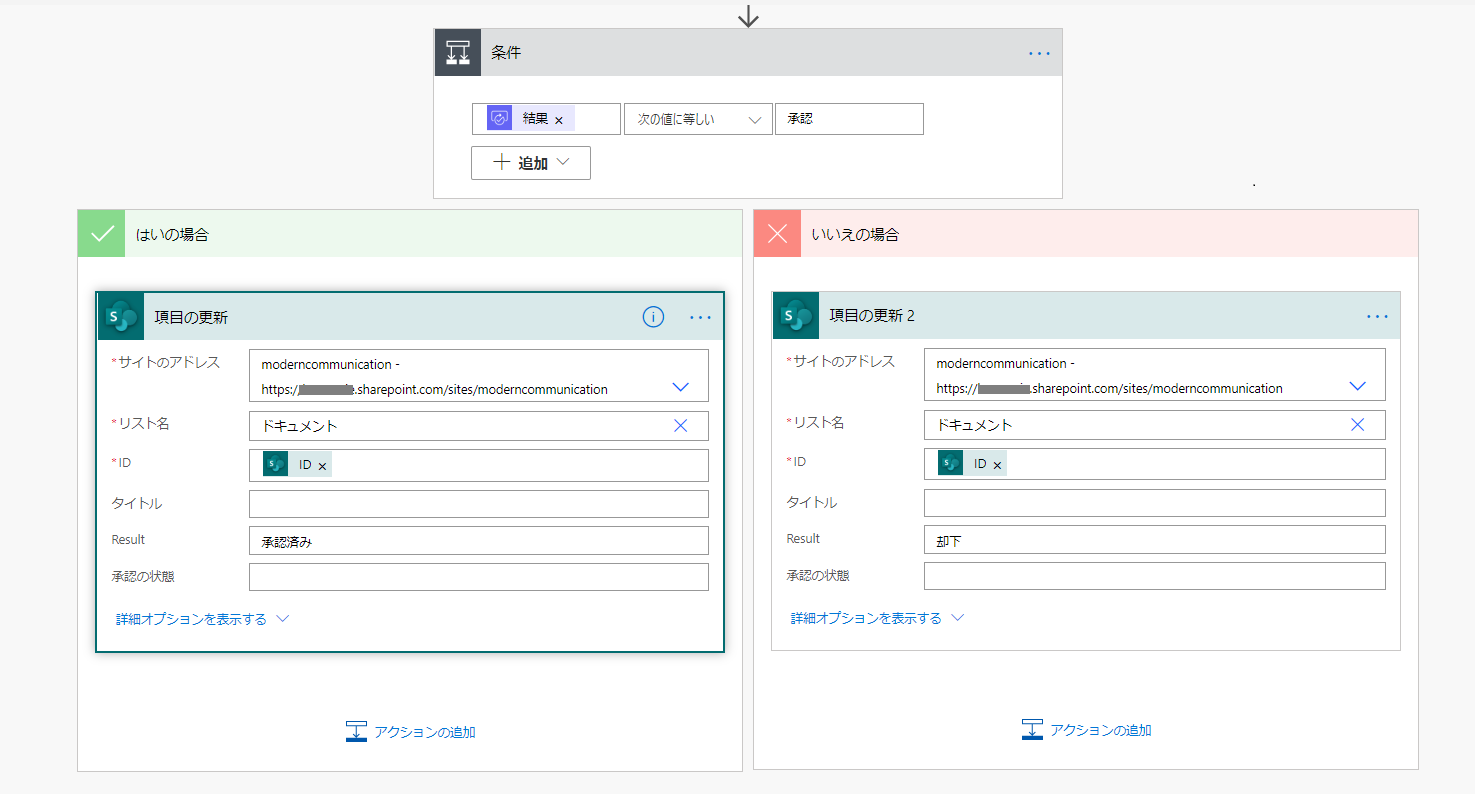 条件
結果
次の値に等しい
承認
追加
はいの場合
項目の更新
*サイトのアドレス
moderncommunication -
https:// .sharepoint.com/sites/moderncommunication
*リスト名
ドキュメント
*ID
ID
タイトル
Result
承認済み
承認の状態
詳細オプションを表示する
アクションの追加
いいえの場合
項目の更新 2
*サイトのアドレス
moderncommunication -
https:// .sharepoint.com/sites/moderncommunication
*リスト名
ドキュメント
*ID
ID
タイトル
Result
却下
承認の状態
詳細オプションを表示する
アクションの追加